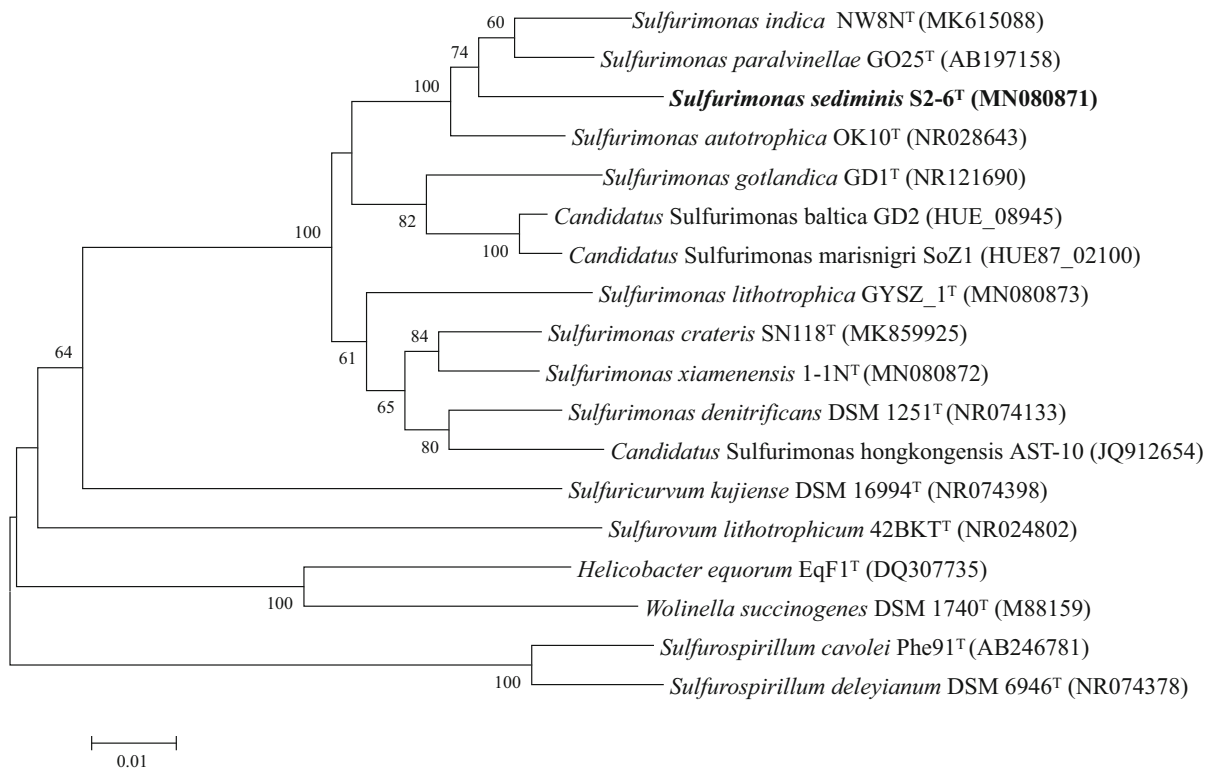 60
Sulfurimonas indica NW8Nᵀ (MK615088)
74
Sulfurimonas paralvinellae GO25ᵀ (AB197158)
100
Sulfurimonas sediminis S2-6ᵀ (MN080871)
Sulfurimonas autotrophica OK10ᵀ (NR028643)
Sulfurimonas gotlandica GD1ᵀ (NR121690)
82
Candidatus Sulfurimonas baltica GD2 (HUE_08945)
100
100
Candidatus Sulfurimonas marisnigri SoZ1 (HUE87_02100)
Sulfurimonas lithotrophica GYSZ_1ᵀ (MN080873)
84
Sulfurimonas crateris SN118ᵀ (MK859925)
64
61
Sulfurimonas xiamenensis 1-1Nᵀ (MN080872)
65
Sulfurimonas denitrificans DSM 1251ᵀ (NR074133)
80
Candidatus Sulfurimonas hongkongensis AST-10 (JQ912654)
Sulfuricurvum kujiense DSM 16994ᵀ (NR074398)
Sulfurovum lithotrophicum 42BKTᵀ (NR024802)
Helicobacter equorum EqF1ᵀ (DQ307735)
100
Wolinella succinogenes DSM 1740ᵀ (M88159)
Sulfurospirillum cavolei Phe91ᵀ (AB246781)
100
Sulfurospirillum deleyianum DSM 6946ᵀ (NR074378)
0.01